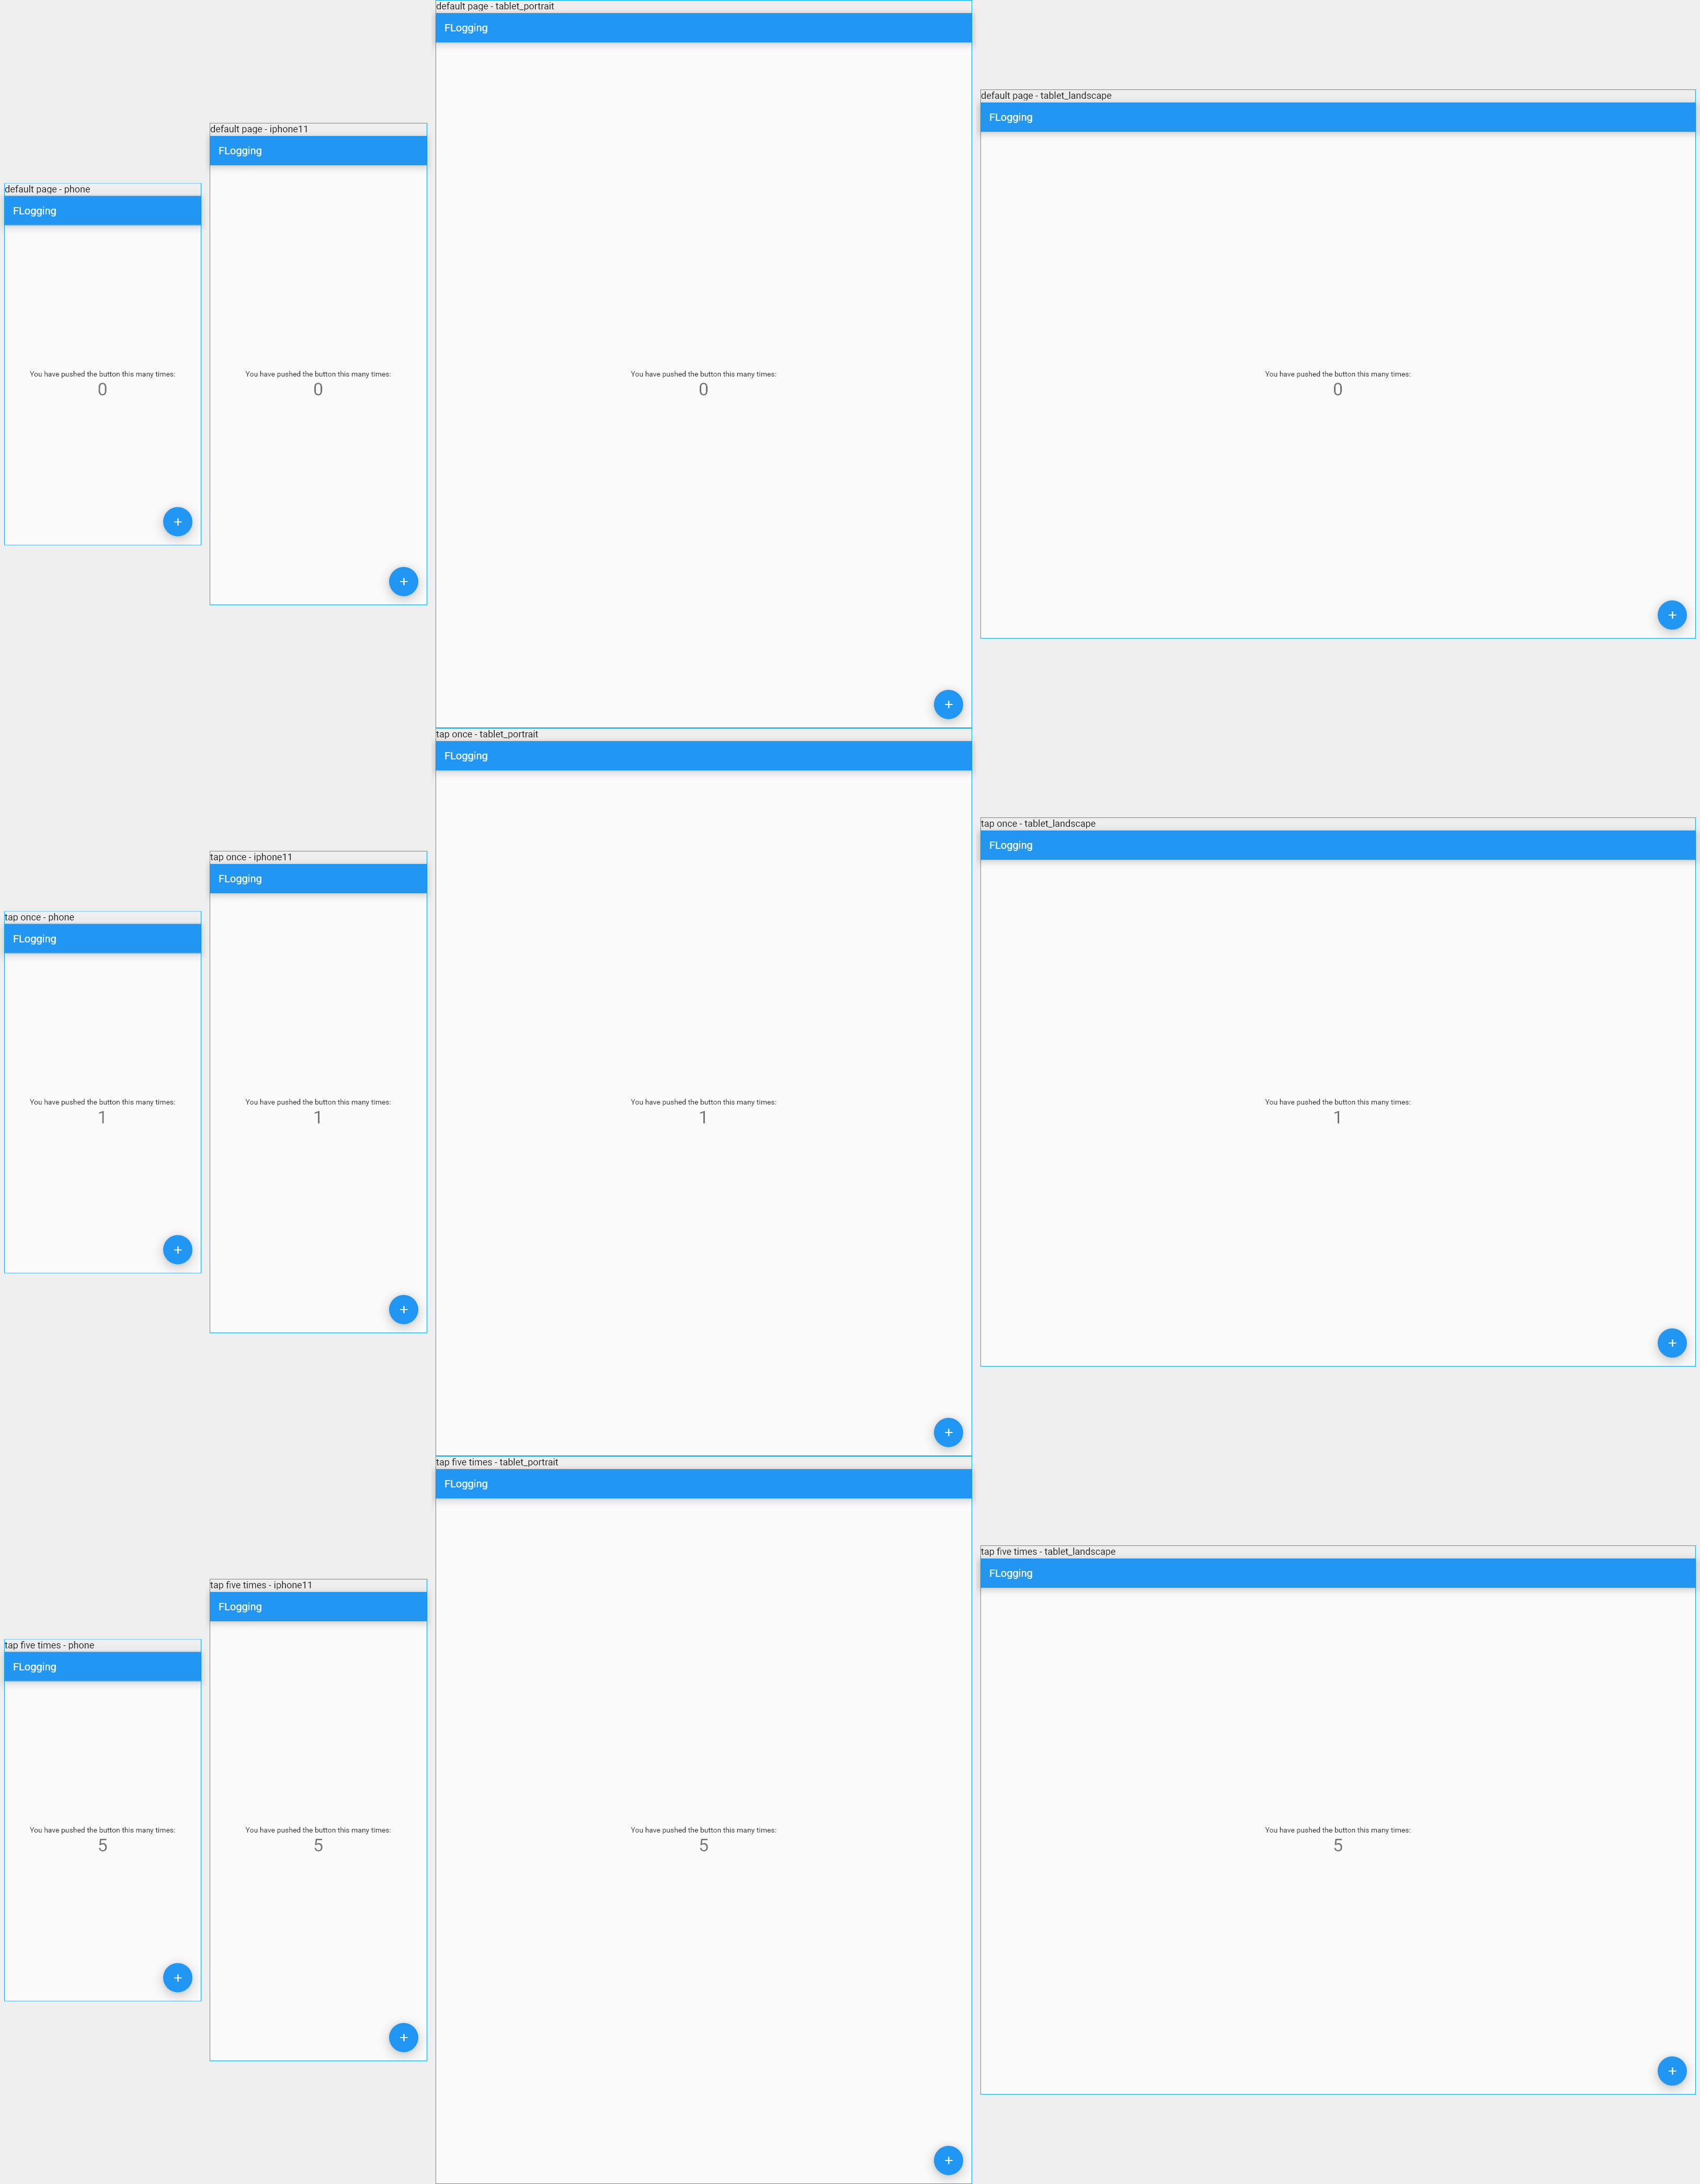 default page - phone
FLogging
You have pushed the button this many times:
0
default page - iphone11
FLogging
You have pushed the button this many times:
0
default page - tablet_portrait
FLogging
You have pushed the button this many times:
0
default page - tablet_landscape
FLogging
You have pushed the button this many times:
0
tap once - phone
FLogging
You have pushed the button this many times:
1
tap once - iphone11
FLogging
You have pushed the button this many times:
1
tap once - tablet_portrait
FLogging
You have pushed the button this many times:
1
tap once - tablet_landscape
FLogging
You have pushed the button this many times:
1
tap five times - phone
FLogging
You have pushed the button this many times:
5
tap five times - iphone11
FLogging
You have pushed the button this many times:
5
tap five times - tablet_portrait
FLogging
You have pushed the button this many times:
5
tap five times - tablet_landscape
FLogging
You have pushed the button this many times:
5